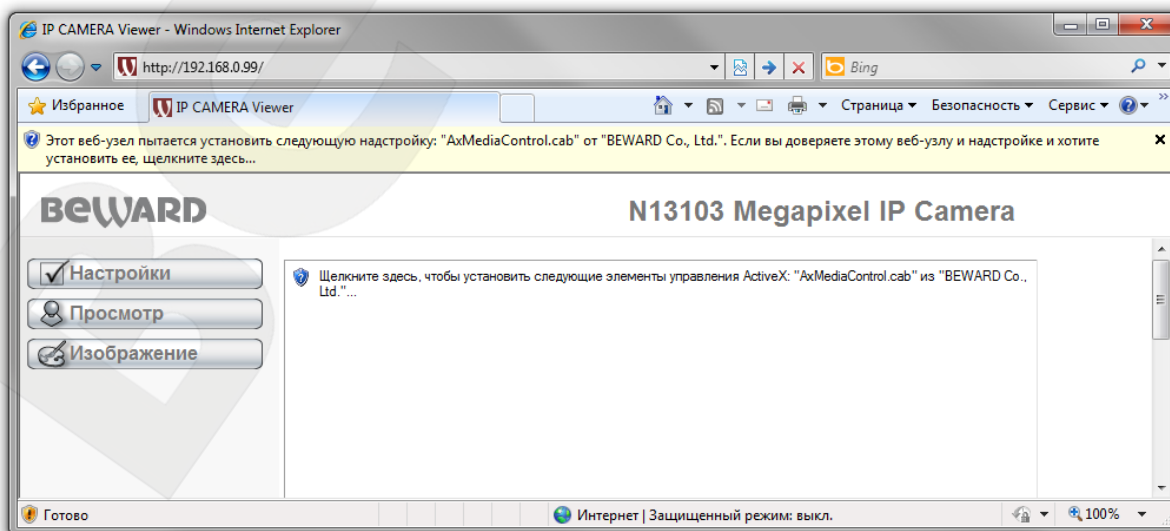 IP CAMERA Viewer - Windows Internet Explorer
http://192.168.0.99/
Bing
Избранное
IP CAMERA Viewer
Страница
Безопасность
Сервис
Этот веб-узел пытается установить следующую надстройку: "AxMediaControl.cab" от "BEWARD Co., Ltd.". Если вы доверяете этому веб-узлу и надстройке и хотите
установить ее, щелкните здесь...
BEWARD
N13103 Megapixel IP Camera
Настройки
Просмотр
Изображение
Щелкните здесь, чтобы установить следующие элементы управления ActiveX: "AxMediaControl.cab" из "BEWARD Co.,
Ltd."...
Готово
Интернет | Защищенный режим: выкл.
100%